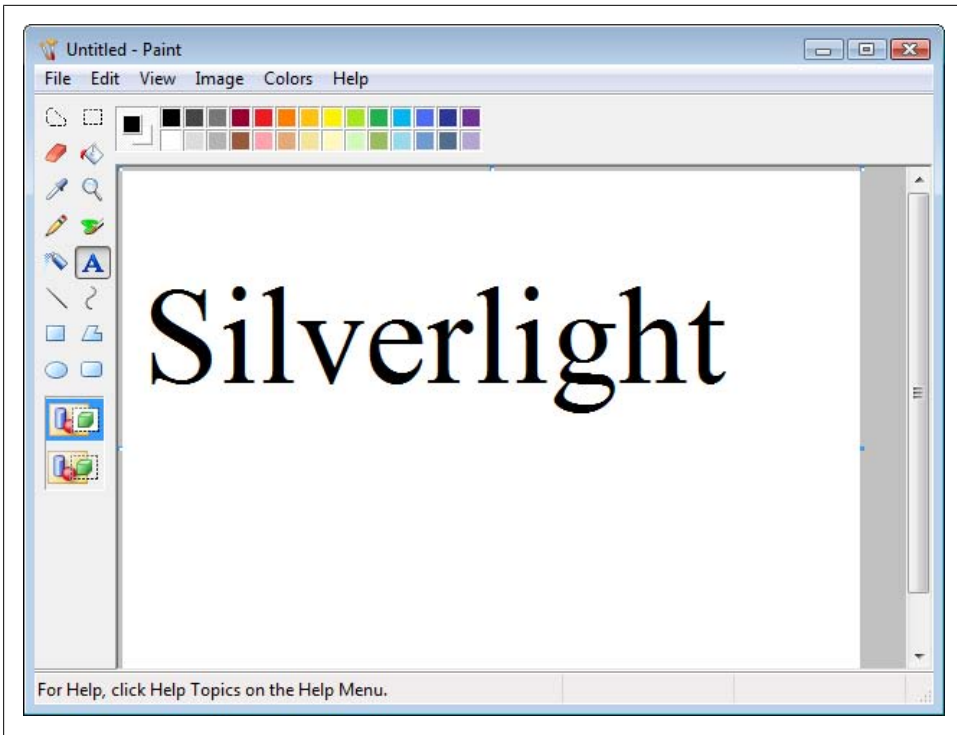 Untitled - Paint
File Edit View Image Colors Help
A
Silverlight
For Help, click Help Topics on the Help Menu.